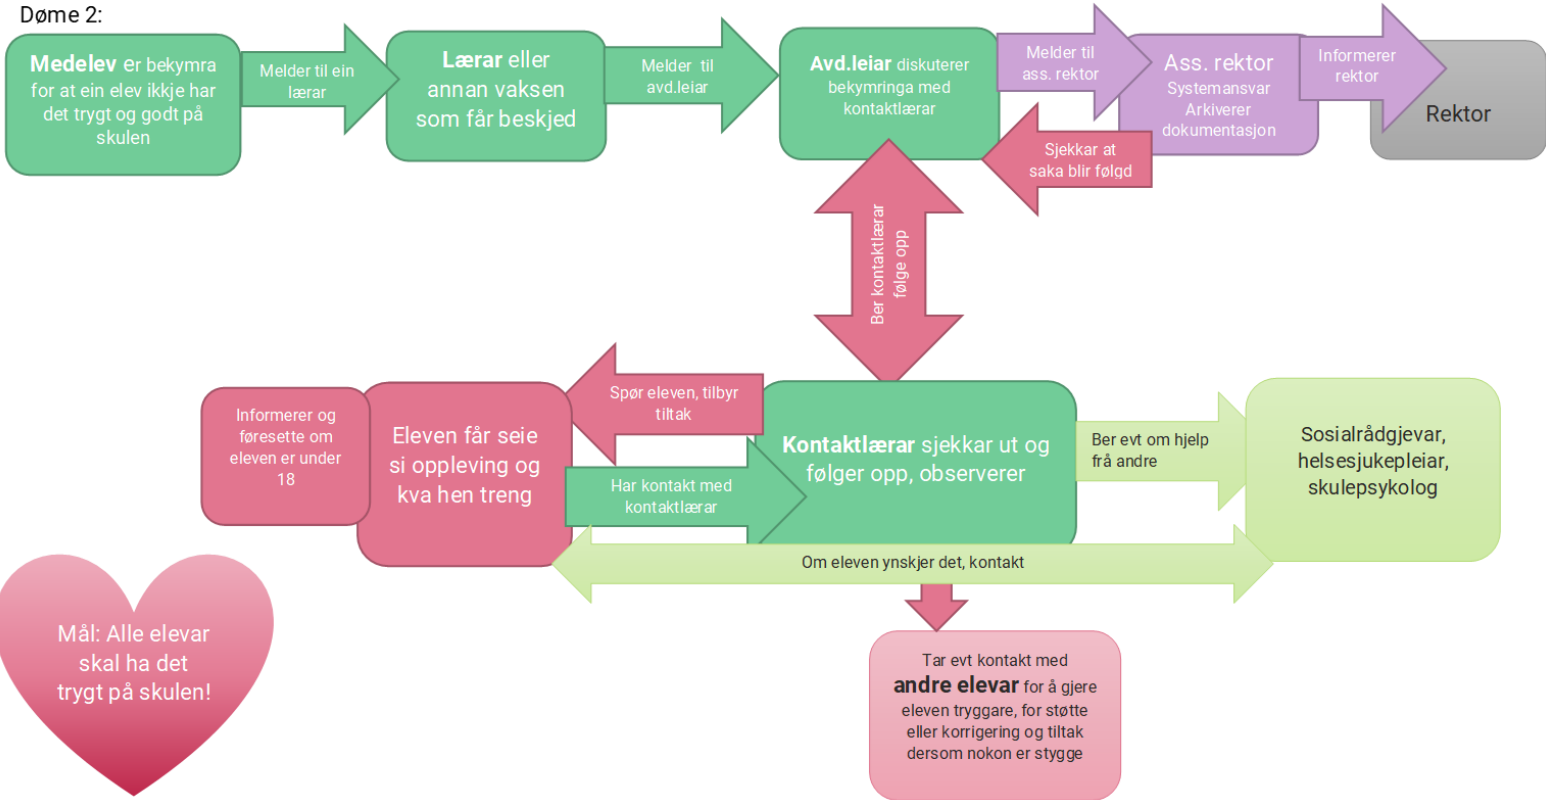 Døme 2:
Medelev er bekymra
for at ein elev ikkje har
det trygt og godt på
skulen
Melder til ein
lærar
Lærar eller
annan vaksen
som får beskjed
Melder til
avd.leiar
Avd.leiar diskuterer
bekymringa med
kontaktlærar
Melder til
ass. rektor
Ass. rektor
Systemansvar
Arkiverer
dokumentasjon
Informerer
rektor
Rektor
Sjekkar at
saka blir følgd
Ber kontaktlærar
følge opp
Informerer og
føresette om
eleven er under
18
Eleven får seie
si oppleving og
kva hen treng
Spør eleven, tilbyr
tiltak
Har kontakt med
kontaktlærar
Kontaktlærar sjekkar ut og
følger opp, observerer
Ber evt om hjelp
frå andre
Sosialrådgjevar,
helsesjukepleiar,
skulepsykolog
Om eleven ynskjer det, kontakt
Mål: Alle elevar
skal ha det
trygt på skulen!
Tar evt kontakt med
andre elevar for å gjere
eleven tryggare, for støtte
eller korrigering og tiltak
dersom nokon er stygge